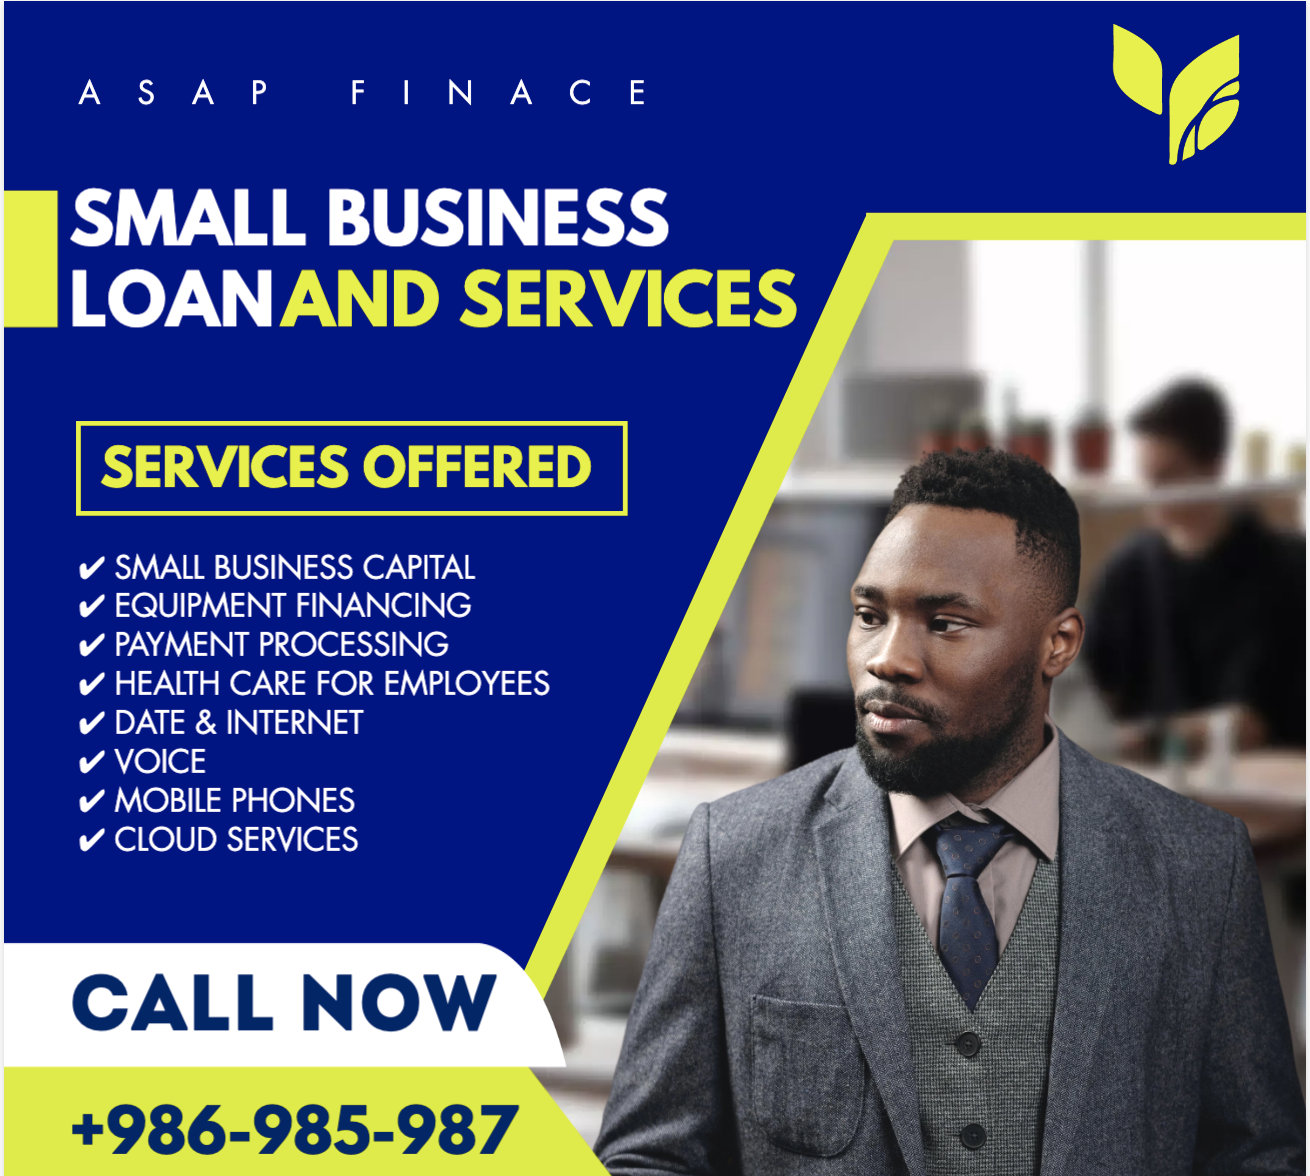 ASAP FINACE
SMALL BUSINESS
LOAN AND SERVICES
SERVICES OFFERED
✔ SMALL BUSINESS CAPITAL
✔ EQUIPMENT FINANCING
✔ PAYMENT PROCESSING
✔ HEALTH CARE FOR EMPLOYEES
✔ DATE & INTERNET
✔ VOICE
✔ MOBILE PHONES
✔ CLOUD SERVICES
CALL NOW
+986-985-987